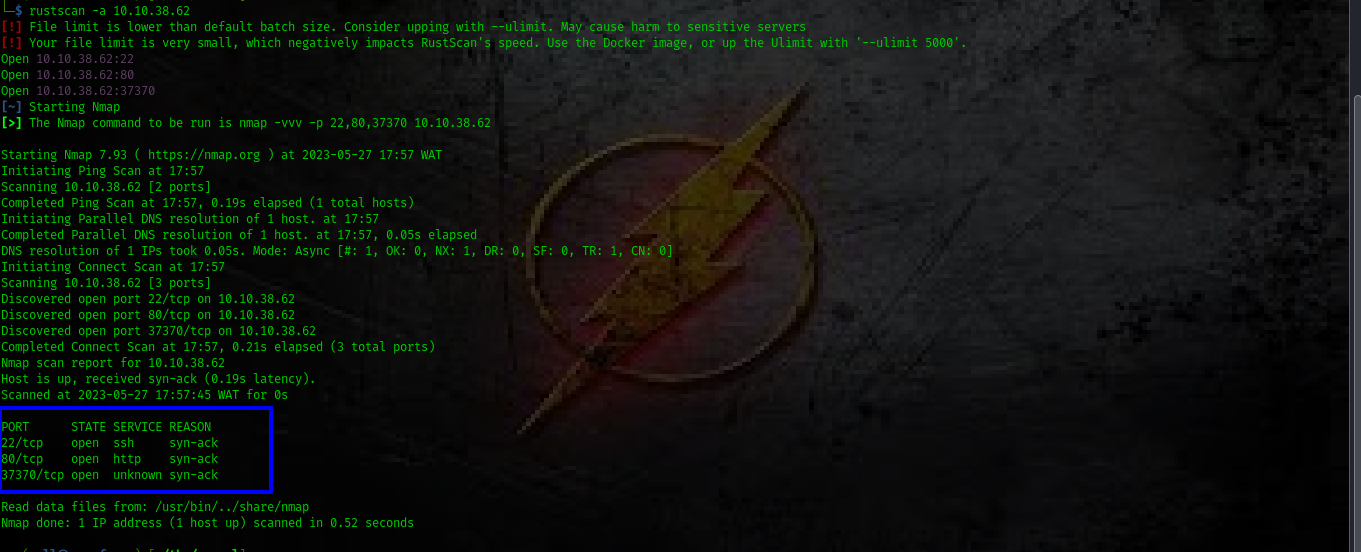 └─$ rustscan -a 10.10.38.62
[!] File limit is lower than default batch size. Consider upping with --ulimit. May cause harm to sensitive servers
[!] Your file limit is very small, which negatively impacts RustScan's speed. Use the Docker image, or up the Ulimit with '--ulimit 5000'.
Open 10.10.38.62:22
Open 10.10.38.62:80
Open 10.10.38.62:37370
[~] Starting Nmap
[>] The Nmap command to be run is nmap -vvv -p 22,80,37370 10.10.38.62
Starting Nmap 7.93 ( https://nmap.org ) at 2023-05-27 17:57 WAT
Initiating Ping Scan at 17:57
Scanning 10.10.38.62 [2 ports]
Completed Ping Scan at 17:57, 0.19s elapsed (1 total hosts)
Initiating Parallel DNS resolution of 1 host. at 17:57
Completed Parallel DNS resolution of 1 host. at 17:57, 0.05s elapsed
DNS resolution of 1 IPs took 0.05s. Mode: Async [#: 1, OK: 0, NX: 1, DR: 0, SF: 0, TR: 1, CN: 0]
Initiating Connect Scan at 17:57
Scanning 10.10.38.62 [3 ports]
Discovered open port 22/tcp on 10.10.38.62
Discovered open port 80/tcp on 10.10.38.62
Discovered open port 37370/tcp on 10.10.38.62
Completed Connect Scan at 17:57, 0.21s elapsed (3 total ports)
Nmap scan report for 10.10.38.62
Host is up, received syn-ack (0.19s latency).
Scanned at 2023-05-27 17:57:45 WAT for 0s
PORT STATE SERVICE REASON
22/tcp open ssh syn-ack
80/tcp open http syn-ack
37370/tcp open unknown syn-ack
Read data files from: /usr/bin/../share/nmap
Nmap done: 1 IP address (1 host up) scanned in 0.52 seconds